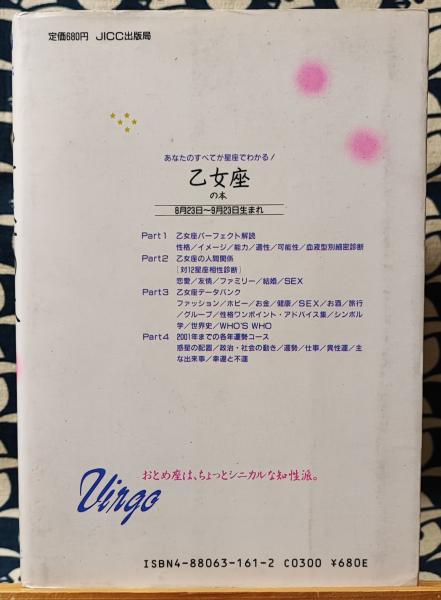 定価680円 JICC出版局
あなたのすべてが星座でわかる!
乙女座
の本
8月23日〜9月23日生まれ
Part1 乙女座パーフェクト解説
性格/イメージ/能力/適性/可能性/血液型別細密診断
Part2 乙女座の人間関係
[対12星座相性診断]
恋愛/友情/ファミリー/結婚/SEX
Part3 乙女座データバンク
ファッション/ホビー/お金/健康/SEX/お酒/旅行
/グループ/性格ワンポイント・アドバイス集/シンボル
学/世界史/WHO'S WHO
Part4 2001年までの各年運勢コース
惑星の配置/政治・社会の動き/運勢/仕事/異性運/主
な出来事/幸運と不運
おとめ座は、ちょっとシニカルな知性派。
Virgo
ISBN4-88063-161-2 C0300 ¥680E